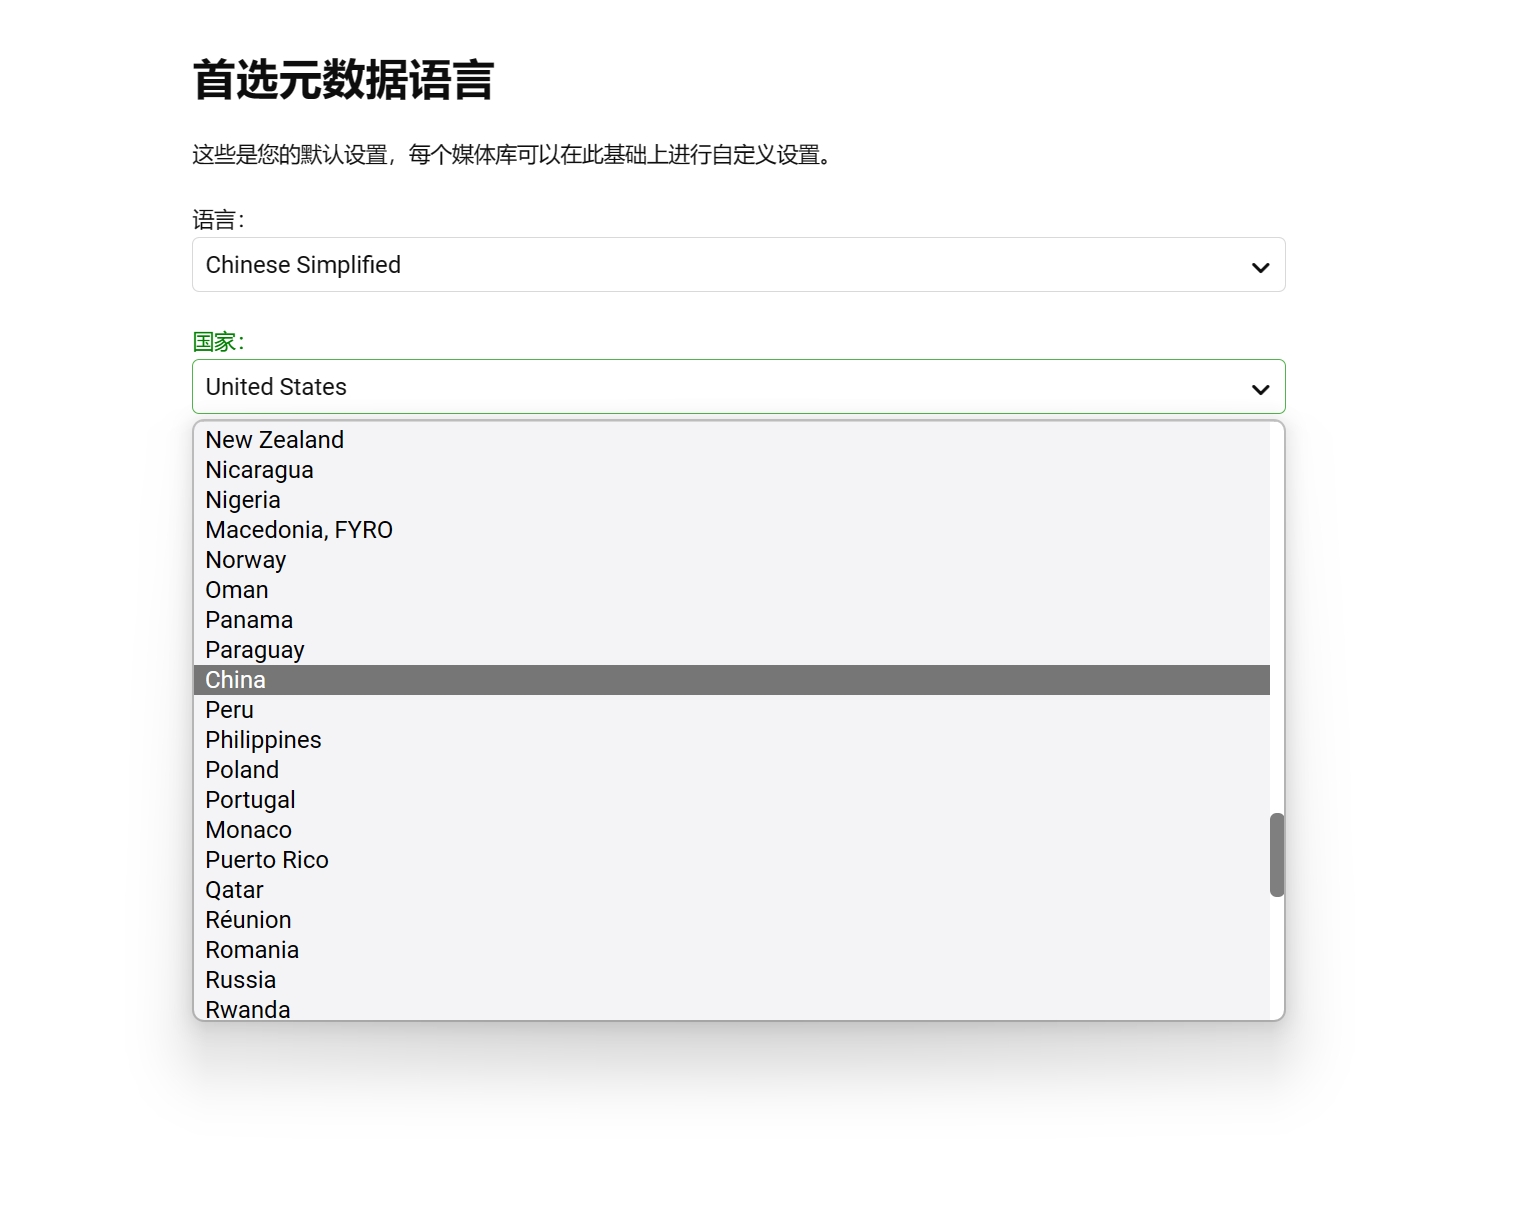 首选元数据语言
这些是您的默认设置，每个媒体库可以在此基础上进行自定义设置。
语言：
Chinese Simplified
国家：
United States
New Zealand
Nicaragua
Nigeria
Macedonia, FYRO
Norway
Oman
Panama
Paraguay
China
Peru
Philippines
Poland
Portugal
Monaco
Puerto Rico
Qatar
Réunion
Romania
Russia
Rwanda